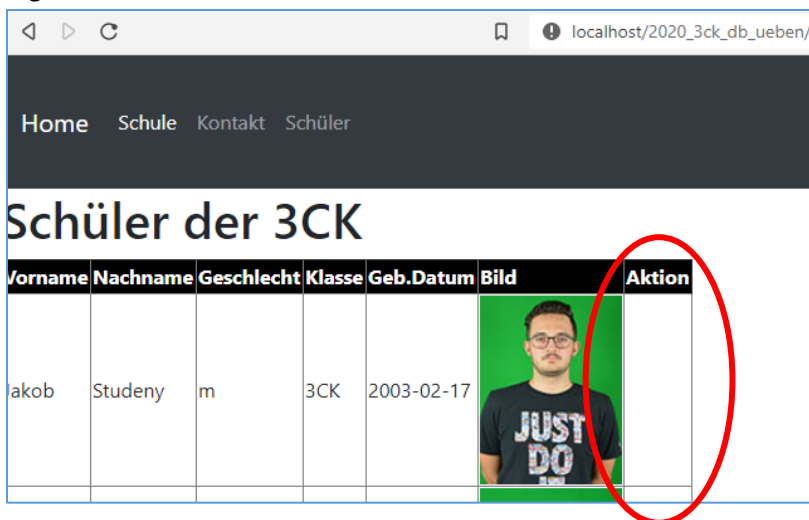 localhost/2020_3ck_db_ueben/
Home Schule Kontakt Schüler
Schüler der 3CK
Vorname Nachname Geschlecht Klasse Geb.Datum Bild Aktion
Jakob Studeny m 3CK 2003-02-17
JUST
DO
IT